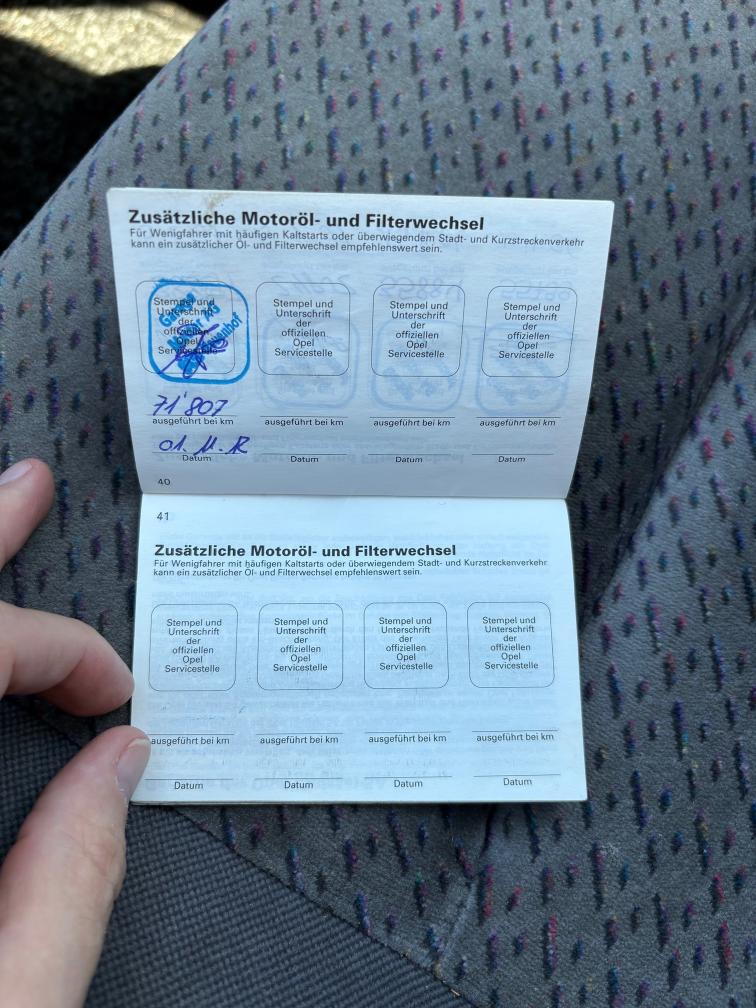 Zusätzliche Motoröl- und Filterwechsel
Für Wenigfahrer mit häufigen Kaltstarts oder überwiegendem Stadt- und Kurzstreckenverkehr
kann ein zusätzlicher Öl- und Filterwechsel empfehlenswert sein.
Stempel und
Unterschrift
der
offiziellen
Opel
Servicestelle
Stempel und
Unterschrift
der
offiziellen
Opel
Servicestelle
Stempel und
Unterschrift
der
offiziellen
Opel
Servicestelle
Stempel und
Unterschrift
der
offiziellen
Opel
Servicestelle
71'807
ausgeführt bei km ausgeführt bei km ausgeführt bei km ausgeführt bei km
01. 11.
Datum Datum Datum Datum
40
41
Zusätzliche Motoröl- und Filterwechsel
Für Wenigfahrer mit häufigen Kaltstarts oder überwiegendem Stadt- und Kurzstreckenverkehr
kann ein zusätzlicher Öl- und Filterwechsel empfehlenswert sein.
Stempel und
Unterschrift
der
offiziellen
Opel
Servicestelle
Stempel und
Unterschrift
der
offiziellen
Opel
Servicestelle
Stempel und
Unterschrift
der
offiziellen
Opel
Servicestelle
Stempel und
Unterschrift
der
offiziellen
Opel
Servicestelle
ausgeführt bei km ausgeführt bei km ausgeführt bei km ausgeführt bei km
Datum Datum Datum Datum